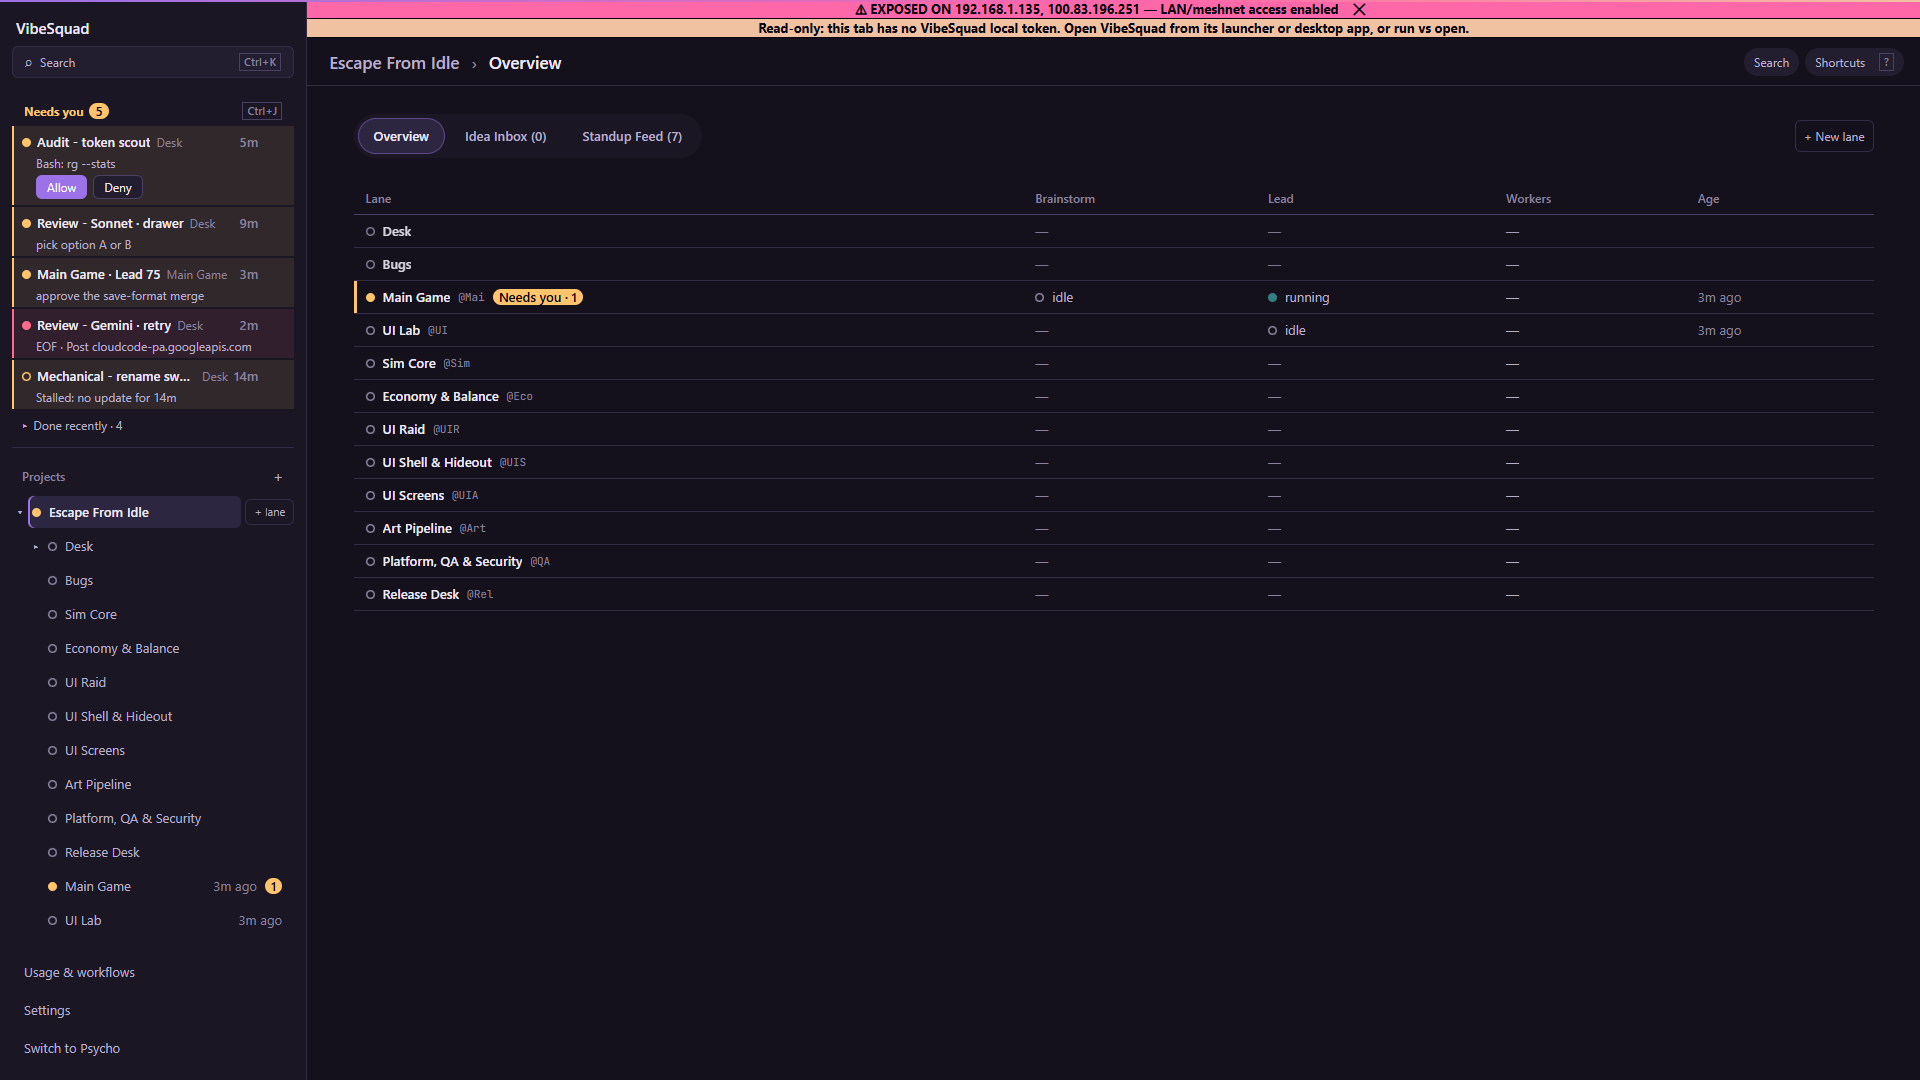 VibeSquad
Search Ctrl+K
Needs you 5 Ctrl+J
Audit - token scout Desk 5m
Bash: rg --stats
Allow Deny
Review - Sonnet · drawer Desk 9m
pick option A or B
Main Game · Lead 75 Main Game 3m
approve the save-format merge
Review - Gemini · retry Desk 2m
EOF · Post cloudcode-pa.googleapis.com
Mechanical - rename sw... Desk 14m
Stalled: no update for 14m
Done recently · 4
Projects +
Escape From Idle + lane
Desk
Bugs
Sim Core
Economy & Balance
UI Raid
UI Shell & Hideout
UI Screens
Art Pipeline
Platform, QA & Security
Release Desk
Main Game 3m ago 1
UI Lab 3m ago
Usage & workflows
Settings
Switch to Psycho
⚠ EXPOSED ON 192.168.1.135, 100.83.196.251 — LAN/meshnet access enabled
Read-only: this tab has no VibeSquad local token. Open VibeSquad from its launcher or desktop app, or run vs open.
Escape From Idle › Overview
Search Shortcuts ?
Overview Idea Inbox (0) Standup Feed (7) + New lane
Lane Brainstorm Lead Workers Age
Desk — — —
Bugs — — —
Main Game @Mai Needs you · 1 idle running — 3m ago
UI Lab @UI — idle — 3m ago
Sim Core @Sim — — —
Economy & Balance @Eco — — —
UI Raid @UIR — — —
UI Shell & Hideout @UIS — — —
UI Screens @UIA — — —
Art Pipeline @Art — — —
Platform, QA & Security @QA — — —
Release Desk @Rel — — —